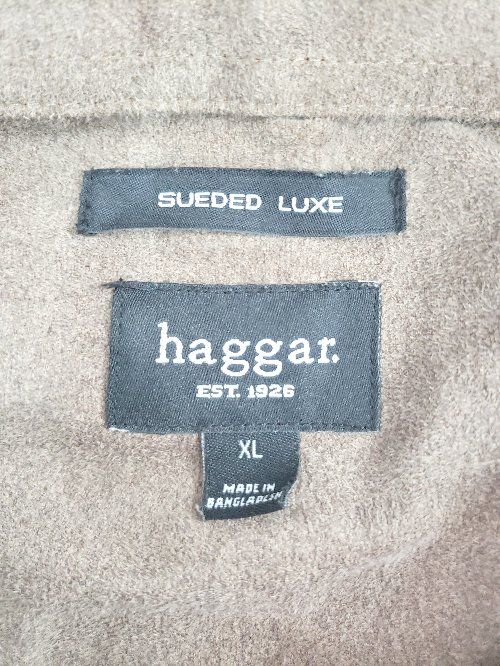 SUEDED LUXE
haggar.
EST. 1926
XL
MADE IN
BANGLADESH